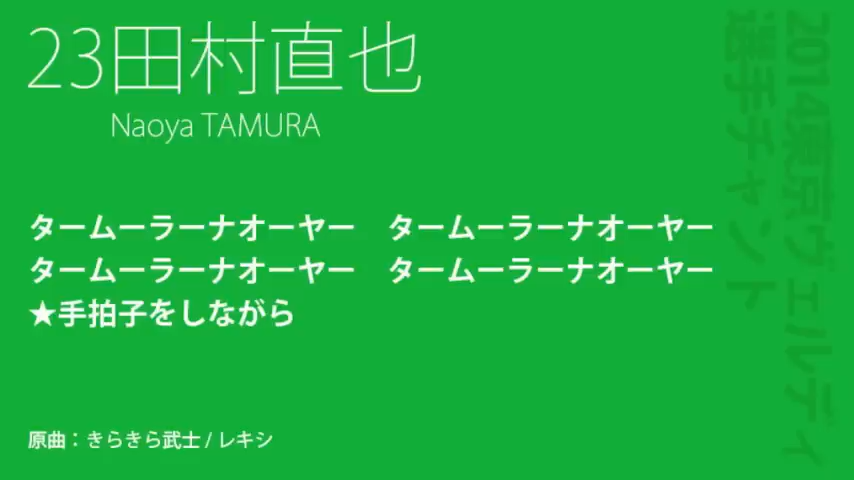 23田村直也
Naoya TAMURA
タームーラーナオーヤー　タームーラーナオーヤー
タームーラーナオーヤー　タームーラーナオーヤー
★手拍子をしながら
原曲：きらきら武士 / レキシ
2014東京ヴェルディ
選手チャント